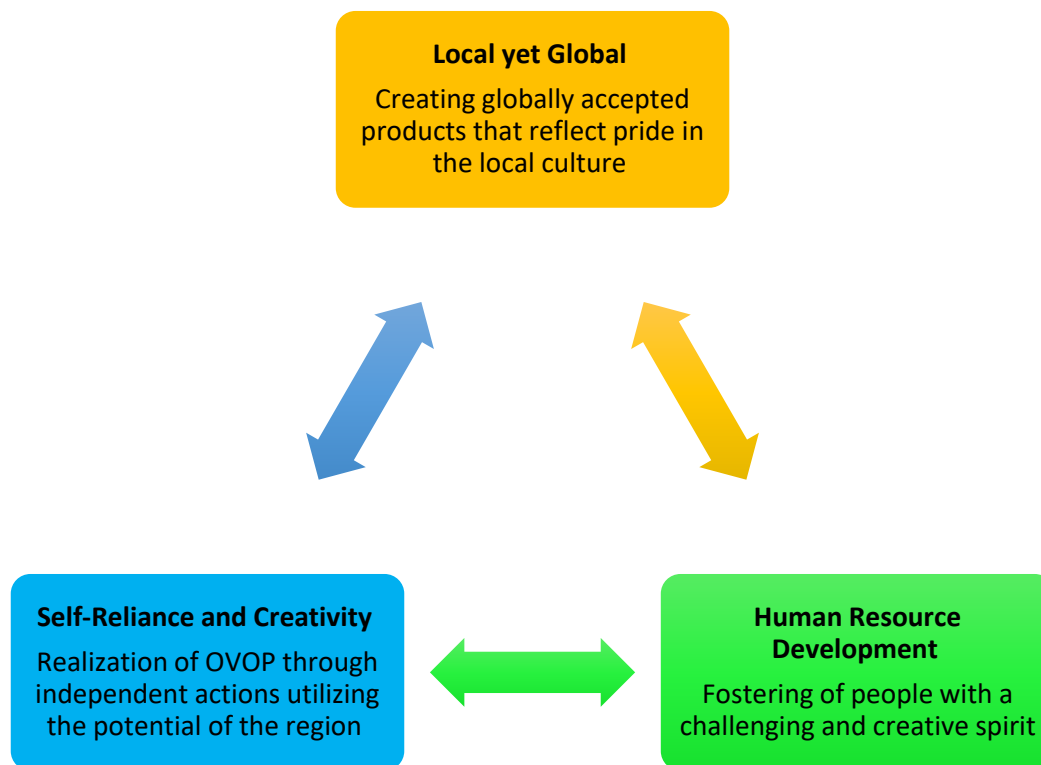 Local yet Global
Creating globally accepted
products that reflect pride in
the local culture
Self-Reliance and Creativity
Realization of OVOP through
independent actions utilizing
the potential of the region
Human Resource
Development
Fostering of people with a
challenging and creative spirit